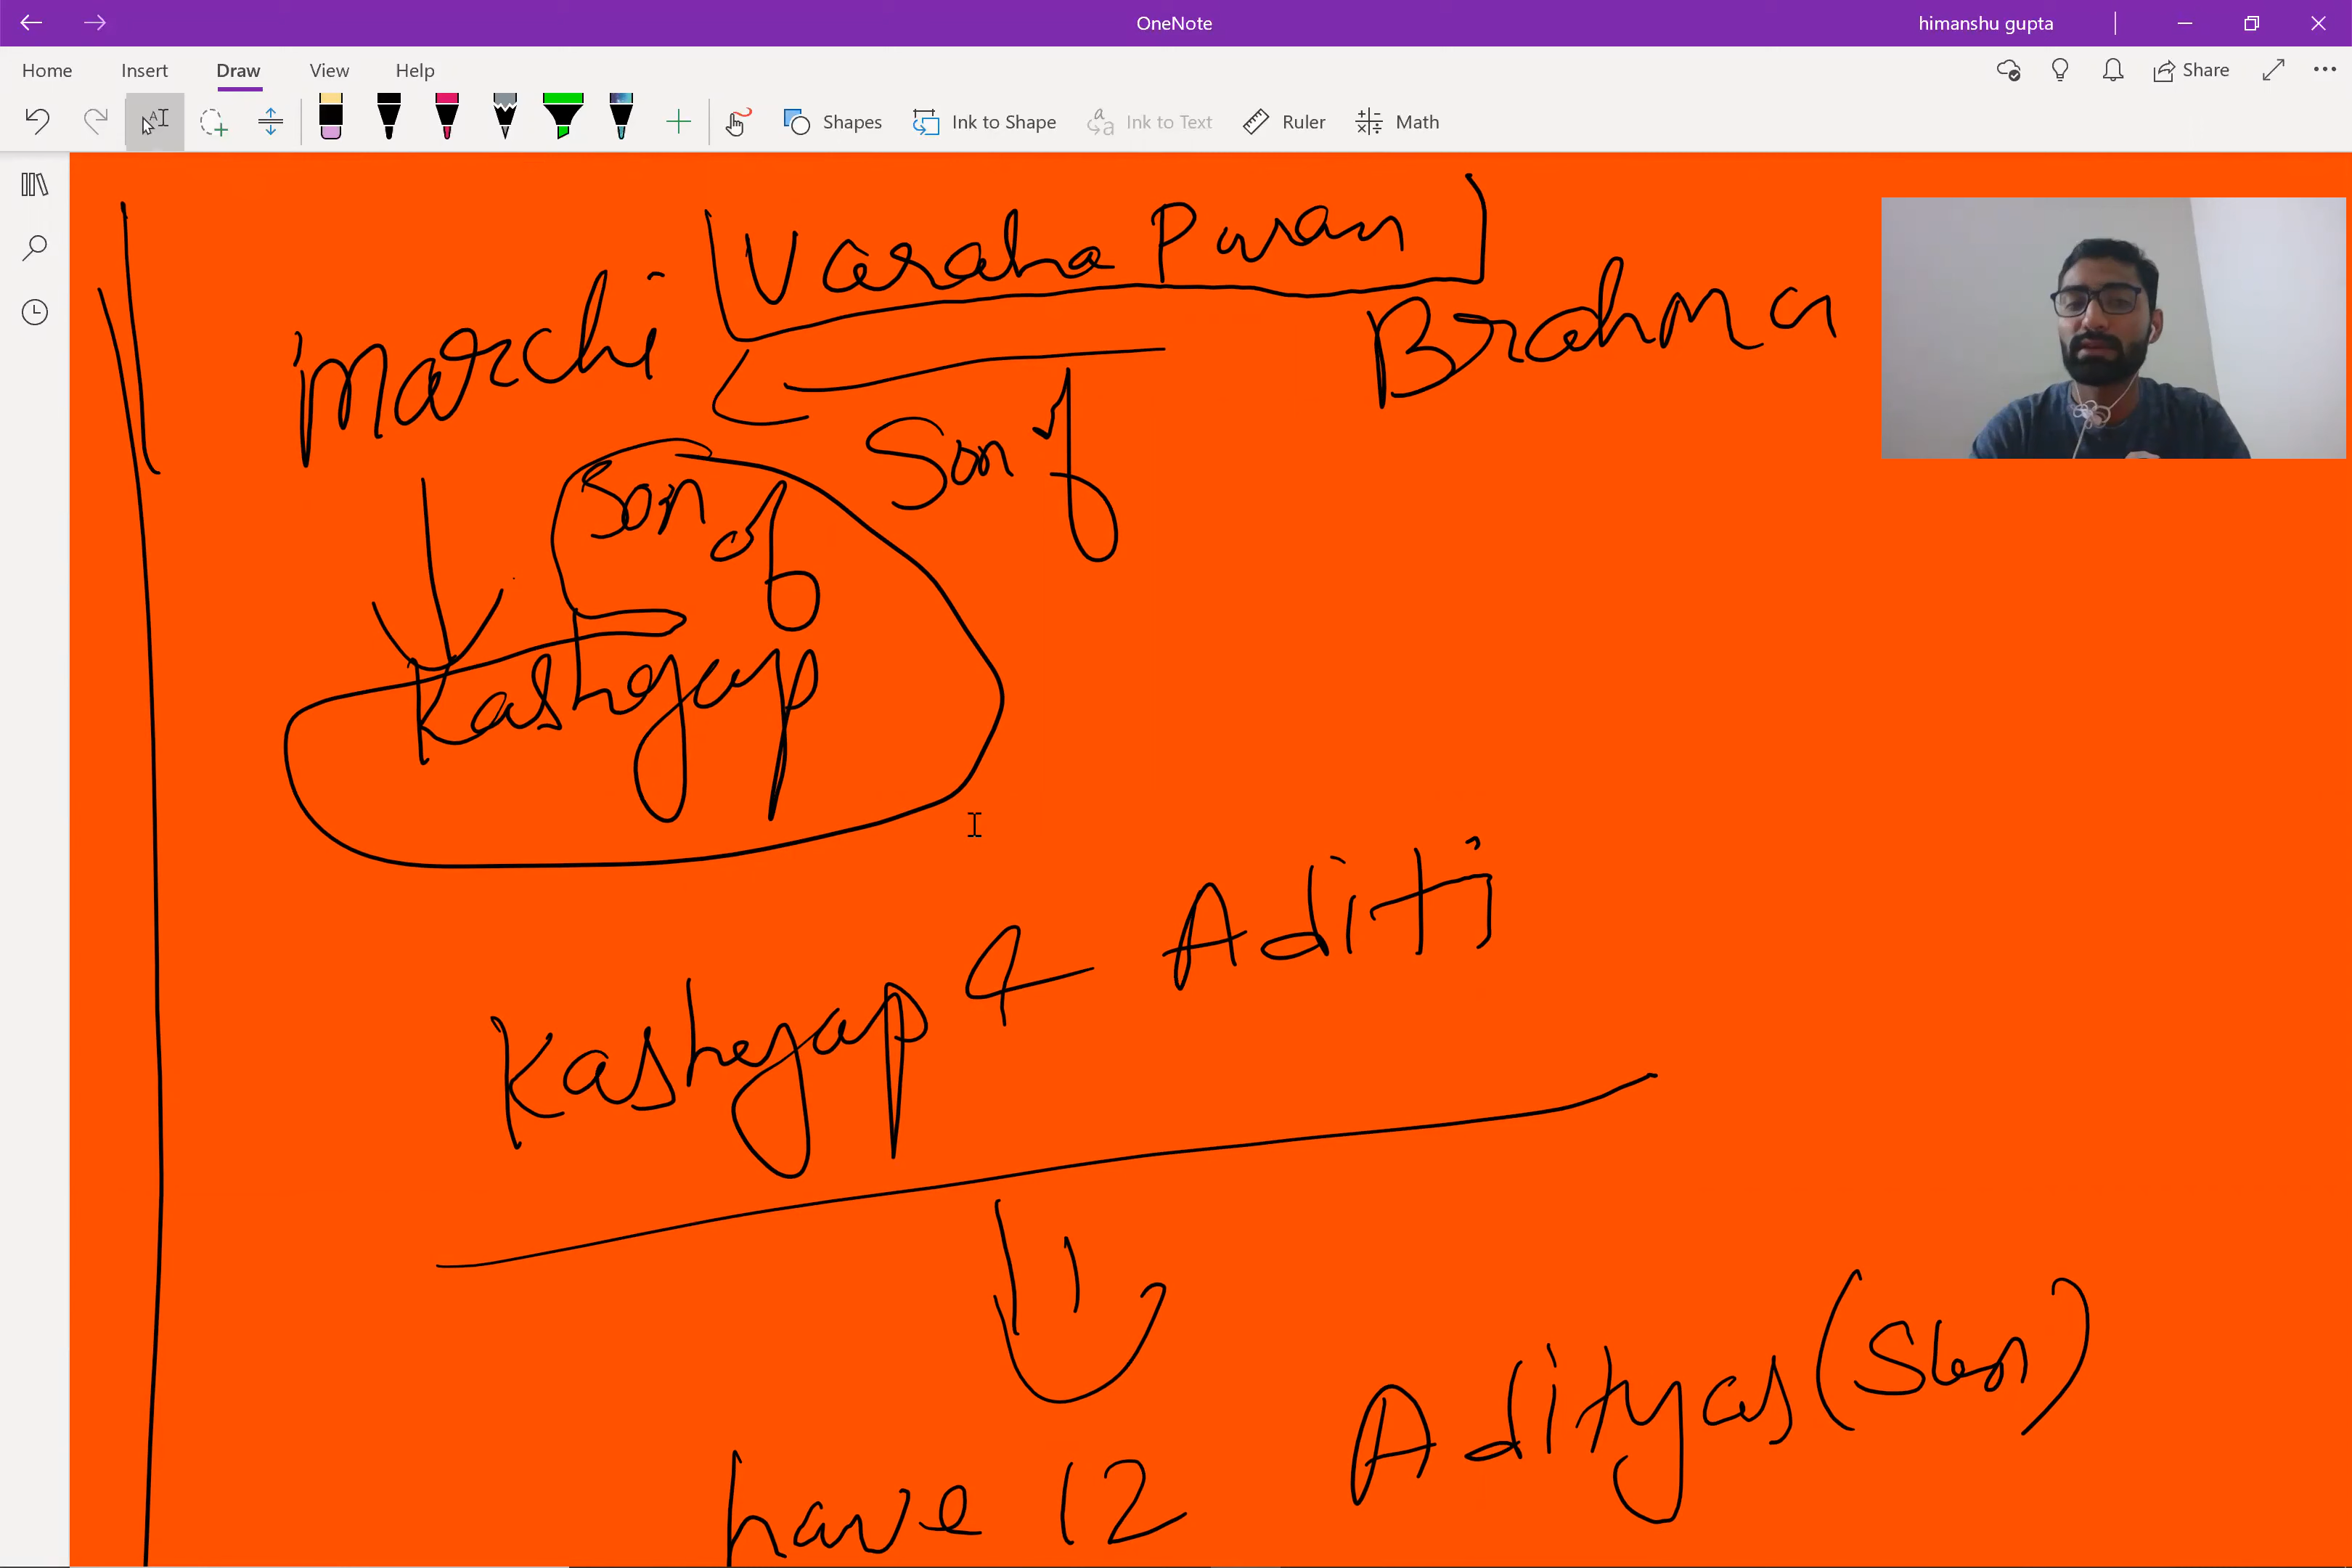 OneNote
himanshu gupta
Home Insert Draw View Help
Share
Shapes Ink to Shape Ink to Text Ruler Math
Varaha Puran
Marchi Brahma
Son of
Son of
Kashyap
Kashyap & Aditi
have 12 Adityas (Sun)